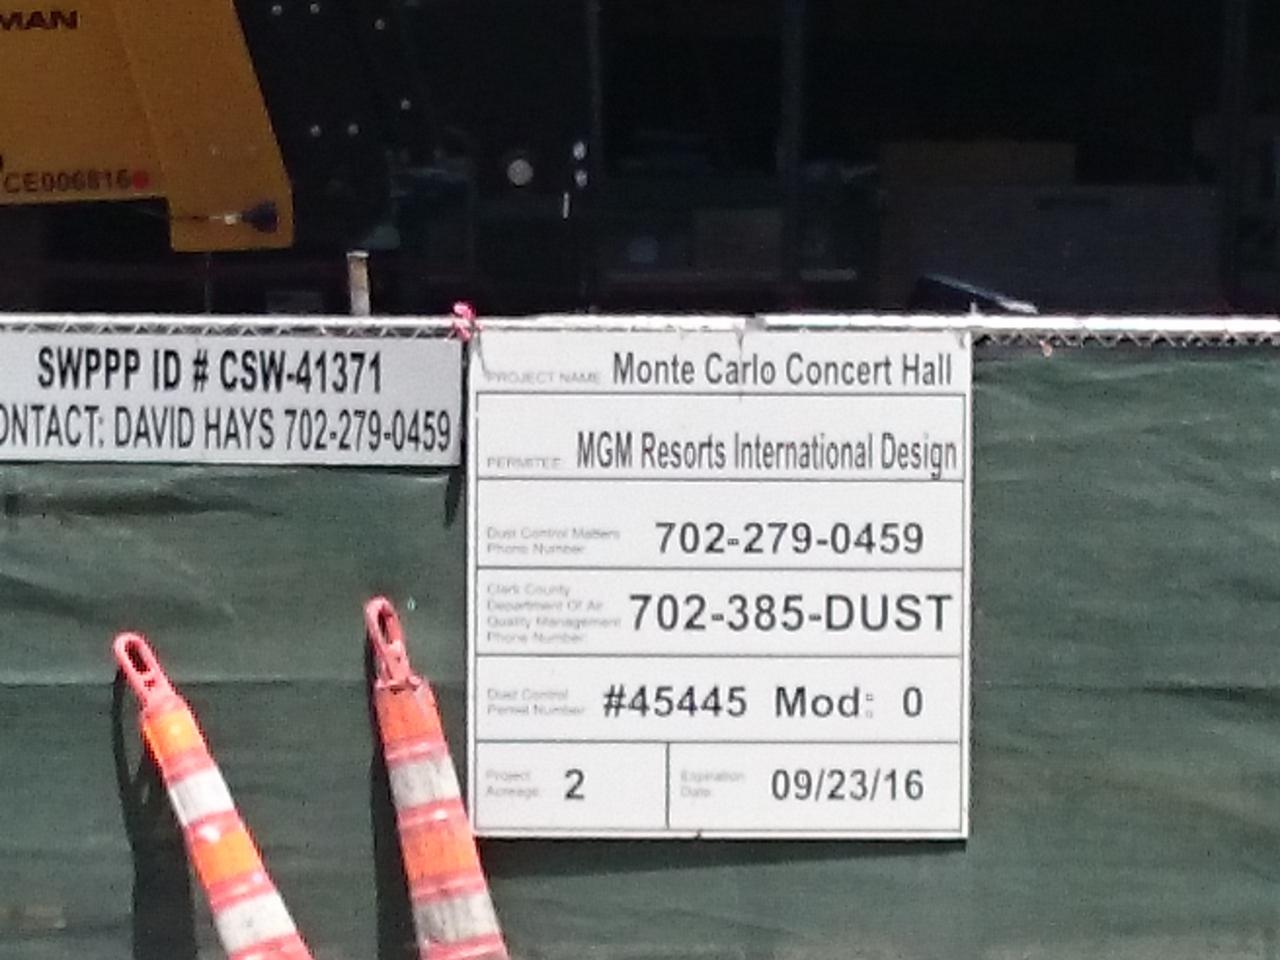 MAN
CE006816
SWPPP ID # CSW-41371
ONTACT: DAVID HAYS 702-279-0459
PROJECT NAME: Monte Carlo Concert Hall
PERMITEE: MGM Resorts International Design
Dust Control Matters
Phone Number: 702-279-0459
Clark County
Department Of Air
Quality Management
Phone Number: 702-385-DUST
Dust Control
Permit Number: #45445 Mod: 0
Project
Acreage: 2
Expiration
Date: 09/23/16